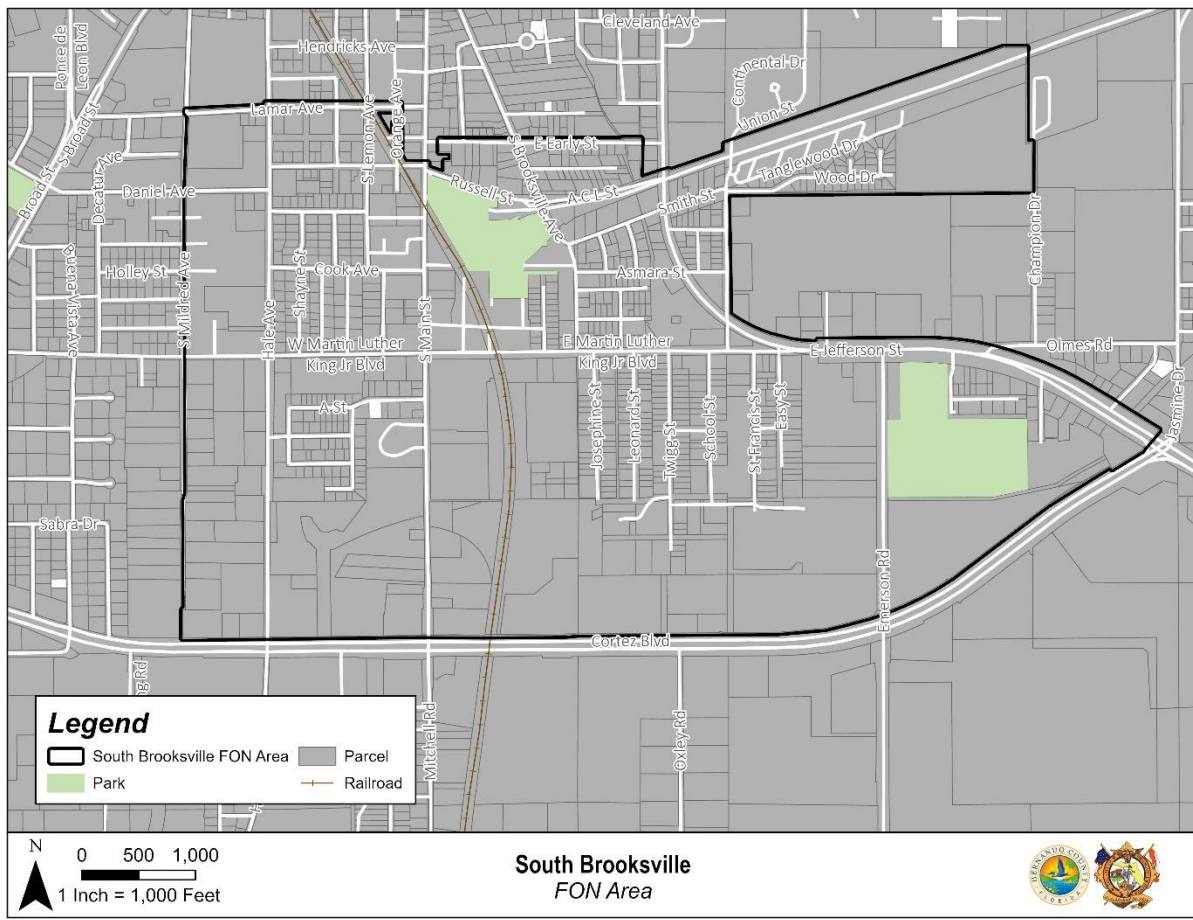 Cleveland Ave
Hendricks Ave
Ponce de
Leon Blvd
S Broad St
Continental Dr
Lamar Ave
S Lemon Ave
Orange Ave
Union St
E Early St
S Brooksville Ave
Tanglewood Dr
Decatur Ave
Broad St
Daniel Ave
Russell St
A C L St
Smith St
Wood Dr
Champion Dr
Buena Vista Ave
Holley St
S Mildred Ave
Shayne St
Cook Ave
Asmara St
Hale Ave
S Main St
W Martin Luther
King Jr Blvd
E Martin Luther
King Jr Blvd
E Jefferson St
Olmes Rd
Jasmine Dr
A St
Josephine St
Leonard St
Twigg St
School St
St Francis St
Easy St
Sabra Dr
Emerson Rd
Cortez Blvd
Mitchell Rd
Oxley Rd
Legend
South Brooksville FON Area
Parcel
Park
Railroad
N
0 500 1,000
1 Inch = 1,000 Feet
South Brooksville
FON Area
HERNANDO COUNTY
FLORIDA